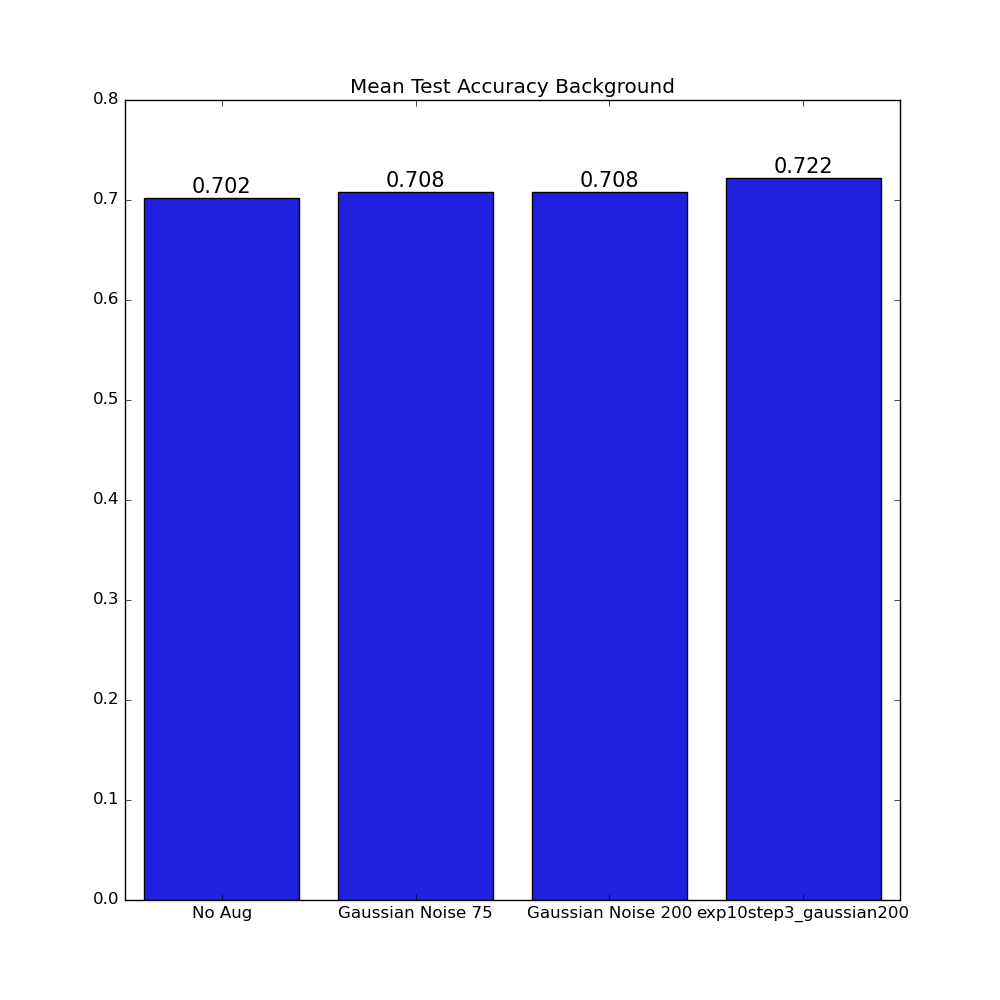 Mean Test Accuracy Background
0.8
0.7
0.6
0.5
0.4
0.3
0.2
0.1
0.0
0.702
0.708
0.708
0.722
No Aug
Gaussian Noise 75
Gaussian Noise 200
exp10step3_gaussian200